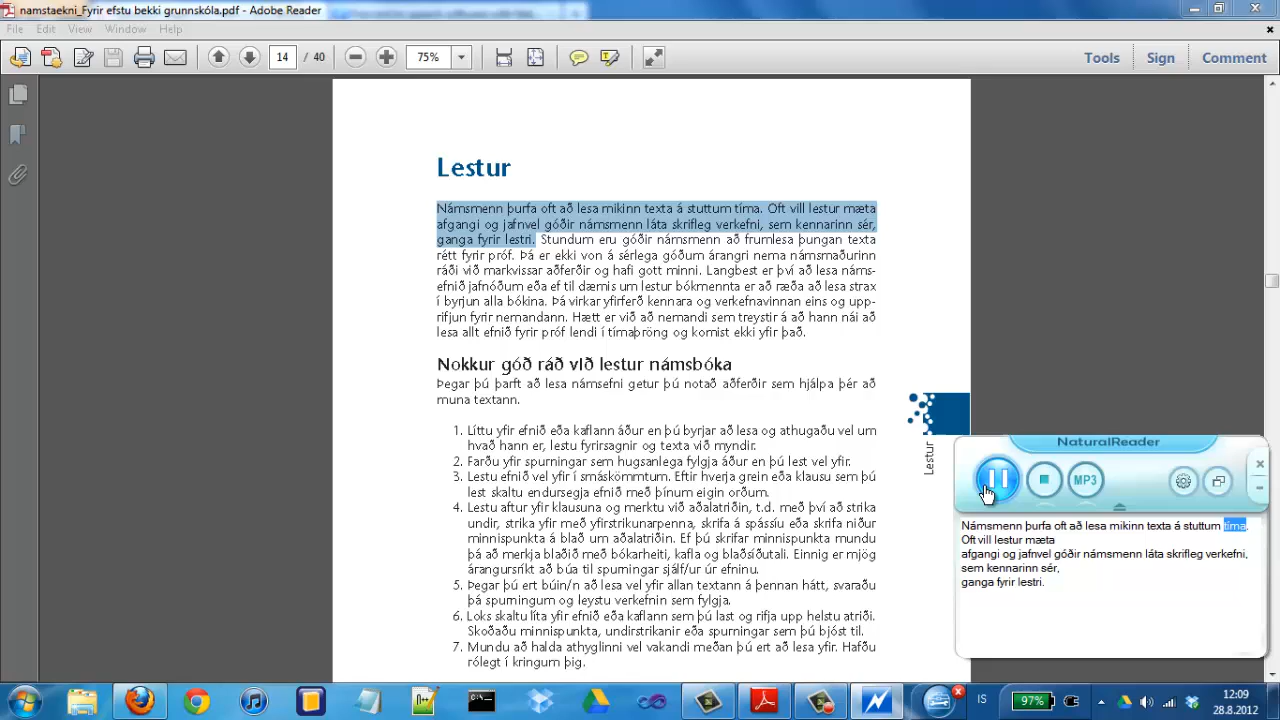 namstaekni_Fyrir efstu bekki grunnskóla.pdf - Adobe Reader
File Edit View Window Help
14 / 40 75% Tools Sign Comment
Lestur
Námsmenn þurfa oft að lesa mikinn texta á stuttum tíma. Oft vill lestur mæta
afgangi og jafnvel góðir námsmenn láta skrifleg verkefni, sem kennarinn sér,
ganga fyrir lestri. Stundum eru góðir námsmenn að frumlesa þungan texta
rétt fyrir próf. Þá er ekki von á sérlega góðum árangri nema námsmaðurinn
ráði við markvissar aðferðir og hafi gott minni. Langbest er því að lesa náms-
efnið jafnóðum eða ef til dæmis um lestur bókmennta er að ræða að lesa strax
í byrjun alla bókina. Þá virkar yfirferð kennara og verkefnavinnan eins og upp-
rifjun fyrir nemandann. Hætt er við að nemandi sem treystir á að hann nái að
lesa allt efnið fyrir próf lendi í tímaþröng og komist ekki yfir það.
Nokkur góð ráð við lestur námsbóka
Þegar þú þarft að lesa námsefni getur þú notað aðferðir sem hjálpa þér að
muna textann.
1. Líttu yfir efnið eða kaflann áður en þú byrjar að lesa og athugaðu vel um
hvað hann er, lestu fyrirsagnir og texta við myndir.
2. Farðu yfir spurningar sem hugsanlega fylgja áður en þú lest vel yfir.
3. Lestu efnið vel yfir í smáskömmtum. Eftir hverja grein eða klausu sem þú
lest skaltu endursegja efnið með þínum eigin orðum.
4. Lestu aftur yfir klausuna og merktu við aðalatriðin, t.d. með því að strika
undir, strika yfir með yfirstrikunarpenna, skrifa á spássíu eða skrifa niður
minnispunkta á blað um aðalatriðin. Ef þú skrifar minnispunkta mundu
þá að merkja blaðið með bókarheiti, kafla og blaðsíðutali. Einnig er mjög
árangursríkt að búa til spurningar sjálf/ur úr efninu.
5. Þegar þú ert búin/n að lesa vel yfir allan textann á þennan hátt, svaraðu
þá spurningum og leystu verkefnin sem fylgja.
6. Loks skaltu líta yfir efnið eða kaflann sem þú last og rifja upp helstu atriði.
Skoðaðu minnispunkta, undirstrikanir eða spurningar sem þú bjóst til.
7. Mundu að halda athyglinni vel vakandi meðan þú ert að lesa yfir. Hafðu
rólegt í kringum þig.
Lestur
NaturalReader
MP3
Námsmenn þurfa oft að lesa mikinn texta á stuttum tíma.
Oft vill lestur mæta
afgangi og jafnvel góðir námsmenn láta skrifleg verkefni,
sem kennarinn sér,
ganga fyrir lestri.
IS 97% 12:09
28.8.2012